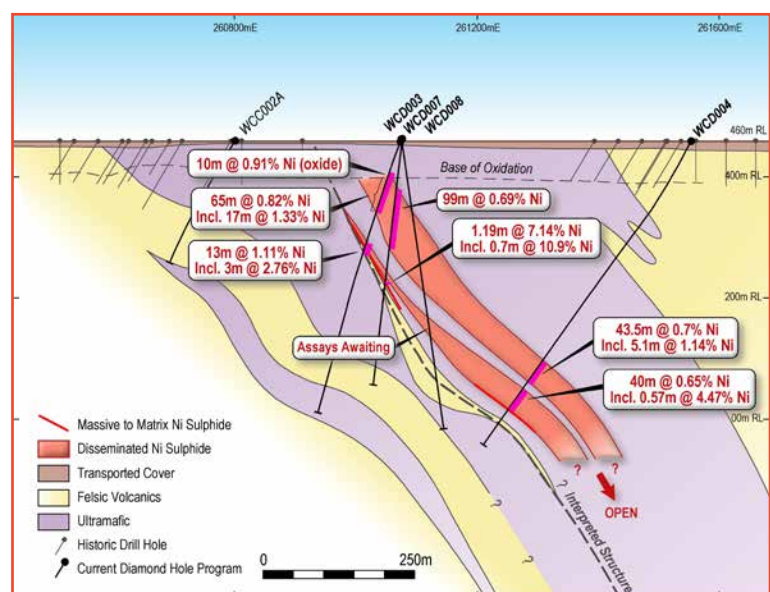 260800mE
261200mE
261600mE
WCC002A
WCD003
WCD007
WCD008
WCD004
460m RL
10m @ 0.91% Ni (oxide)
Base of Oxidation
400m RL
65m @ 0.82% Ni
Incl. 17m @ 1.33% Ni
99m @ 0.69% Ni
13m @ 1.11% Ni
Incl. 3m @ 2.76% Ni
1.19m @ 7.14% Ni
Incl. 0.7m @ 10.9% Ni
200m RL
Assays Awaiting
43.5m @ 0.7% Ni
Incl. 5.1m @ 1.14% Ni
40m @ 0.65% Ni
Incl. 0.57m @ 4.47% Ni
00m RL
Massive to Matrix Ni Sulphide
Disseminated Ni Sulphide
Transported Cover
Felsic Volcanics
Ultramafic
Historic Drill Hole
Current Diamond Hole Program
0
250m
?
?
?
?
?
OPEN
Interpreted Structure